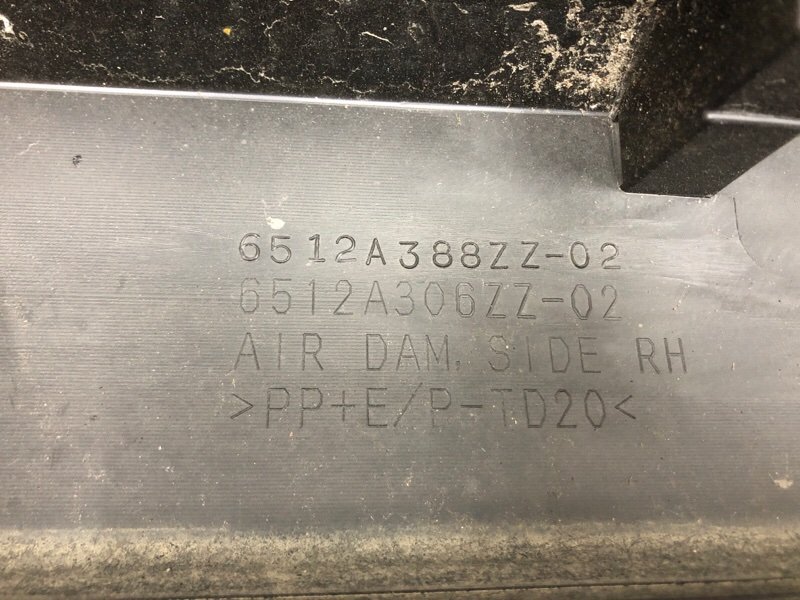 6512A388ZZ-02
6512A306ZZ-02
AIR DAM, SIDE RH
>PP+E/P-TD20<